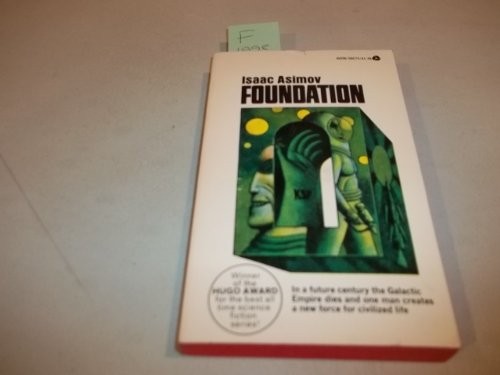 F
Isaac Asimov
FOUNDATION
Winner
of the
HUGO AWARD
for the best all
time science
fiction
series!
In a future century the Galactic
Empire dies and one man creates
a new force for civilized life